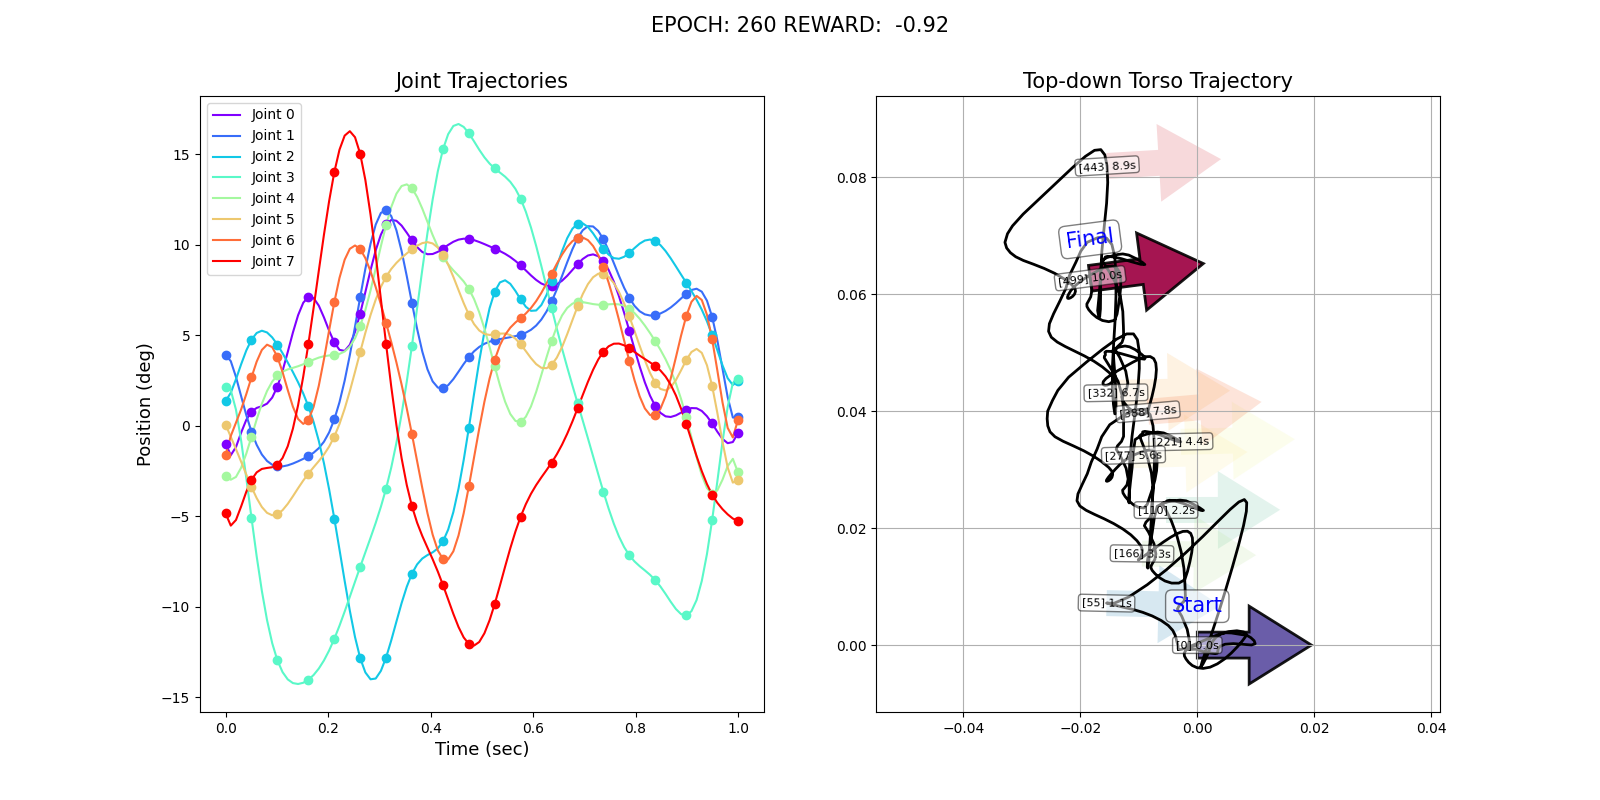 EPOCH: 260 REWARD:  -0.92
Joint Trajectories
Joint 0
Joint 1
Joint 2
Joint 3
Joint 4
Joint 5
Joint 6
Joint 7
15
10
5
0
−5
−10
−15
Position (deg)
0.0 0.2 0.4 0.6 0.8 1.0
Time (sec)
Top-down Torso Trajectory
0.08
0.06
0.04
0.02
0.00
[443] 8.9s
Final
[499] 10.0s
[332] 6.7s
[388] 7.8s
[221] 4.4s
[277] 5.6s
[110] 2.2s
[166] 3.3s
[55] 1.1s
Start
[0] 0.0s
−0.04 −0.02 0.00 0.02 0.04